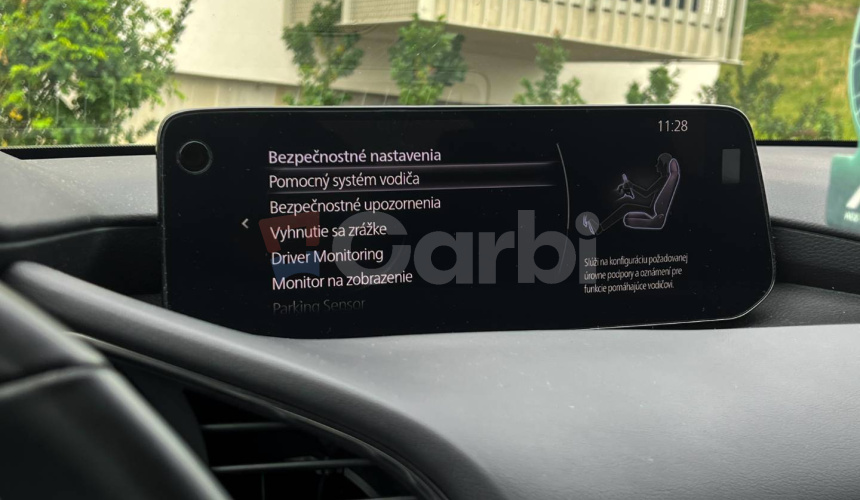 11:28
Bezpečnostné nastavenia
Pomocný systém vodiča
Bezpečnostné upozornenia
Vyhnutie sa zrážke
Driver Monitoring
Monitor na zobrazenie
Parking Sensor
Slúži na konfiguráciu požadovanej
úrovne podpory a oznámení pre
funkcie pomáhajúce vodičovi.
Carbi